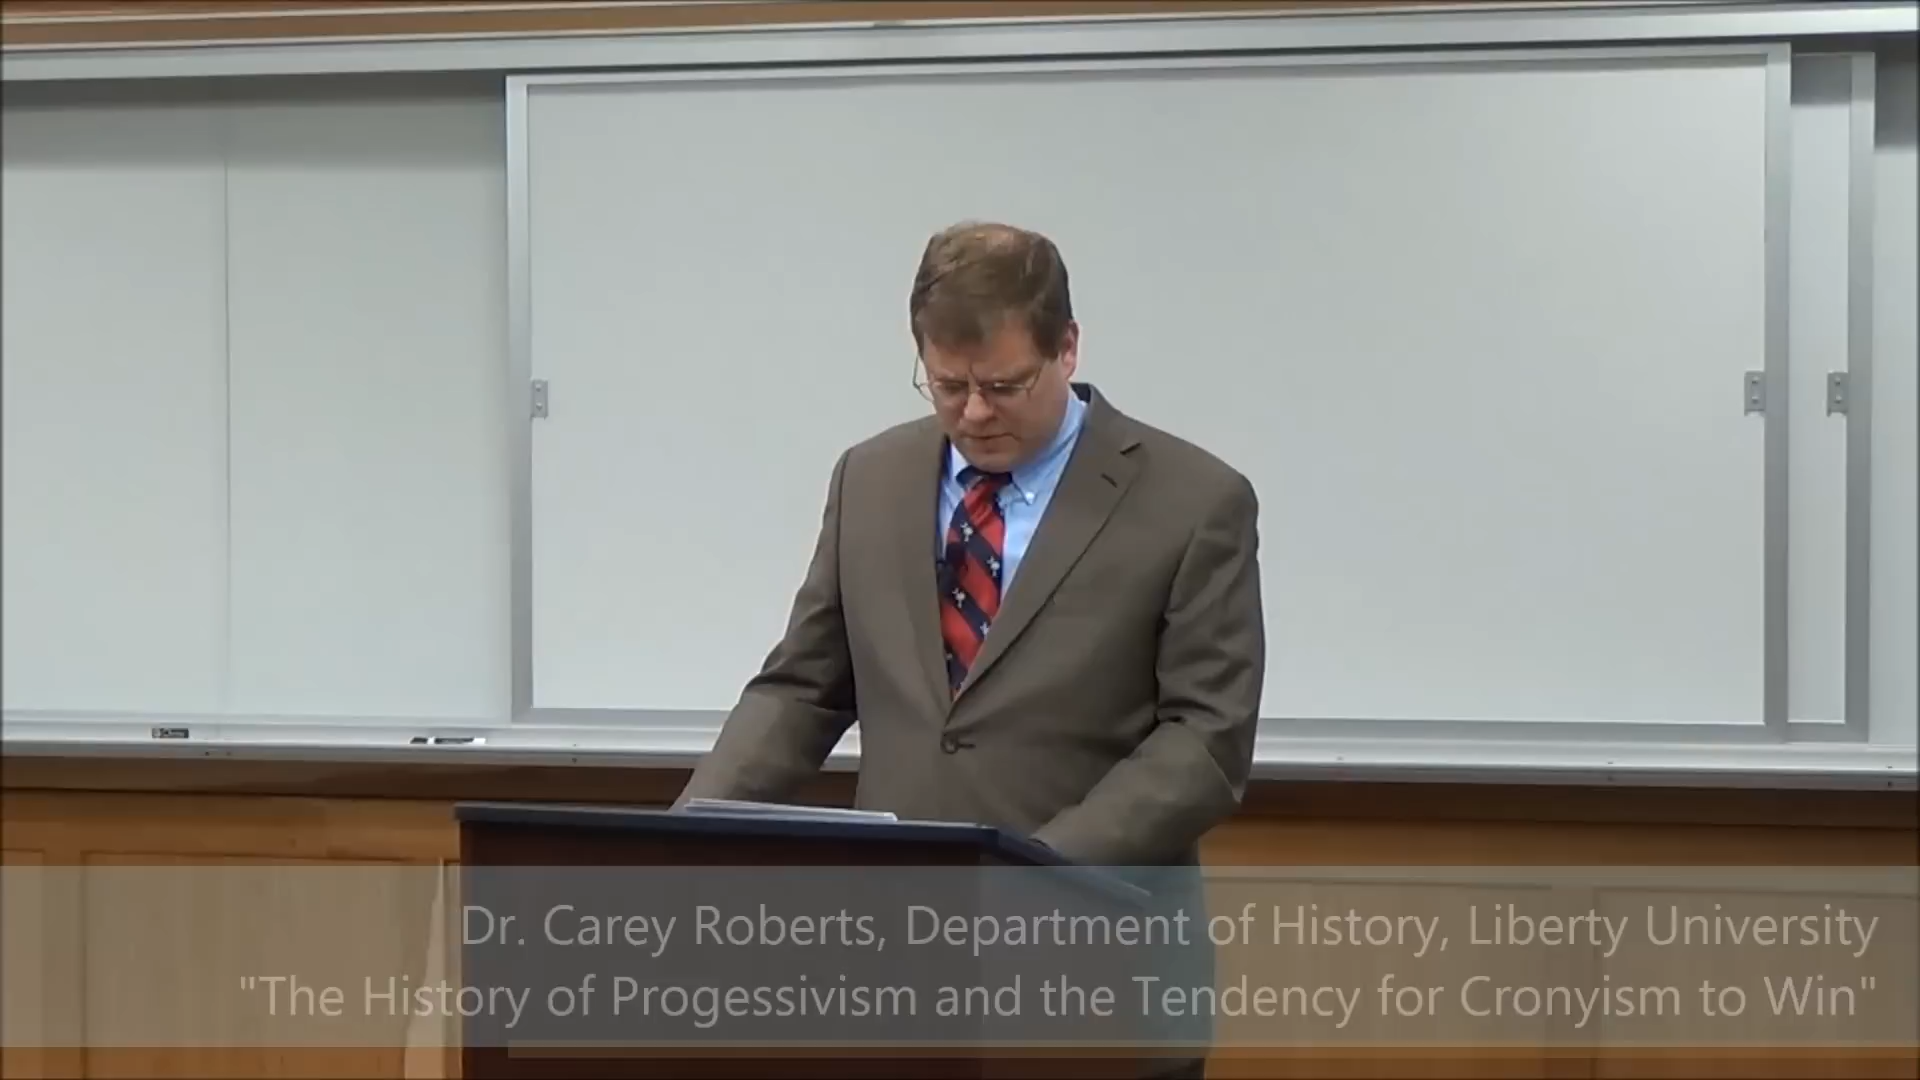 Dr. Carey Roberts, Department of History, Liberty University
"The History of Progessivism and the Tendency for Cronyism to Win"